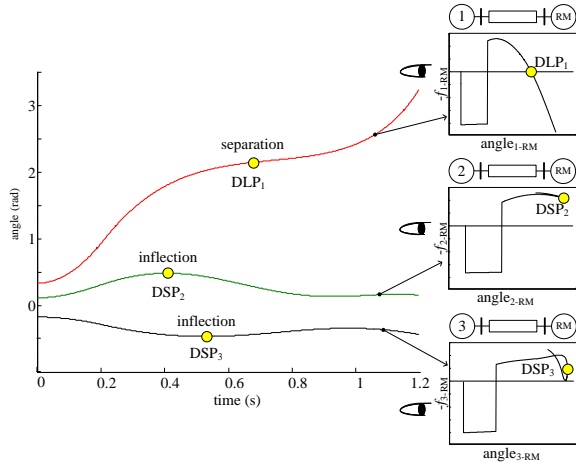 1 RM
3
DLP1
-f1-RM
separation
angle1-RM
DLP1
2 RM
2
angle (rad)
DSP2
-f2-RM
1
inflection
DSP2
angle2-RM
0
inflection
3 RM
DSP3
DSP3
-f3-RM
0 0.2 0.4 0.6 0.8 1 1.2
time (s)
angle3-RM